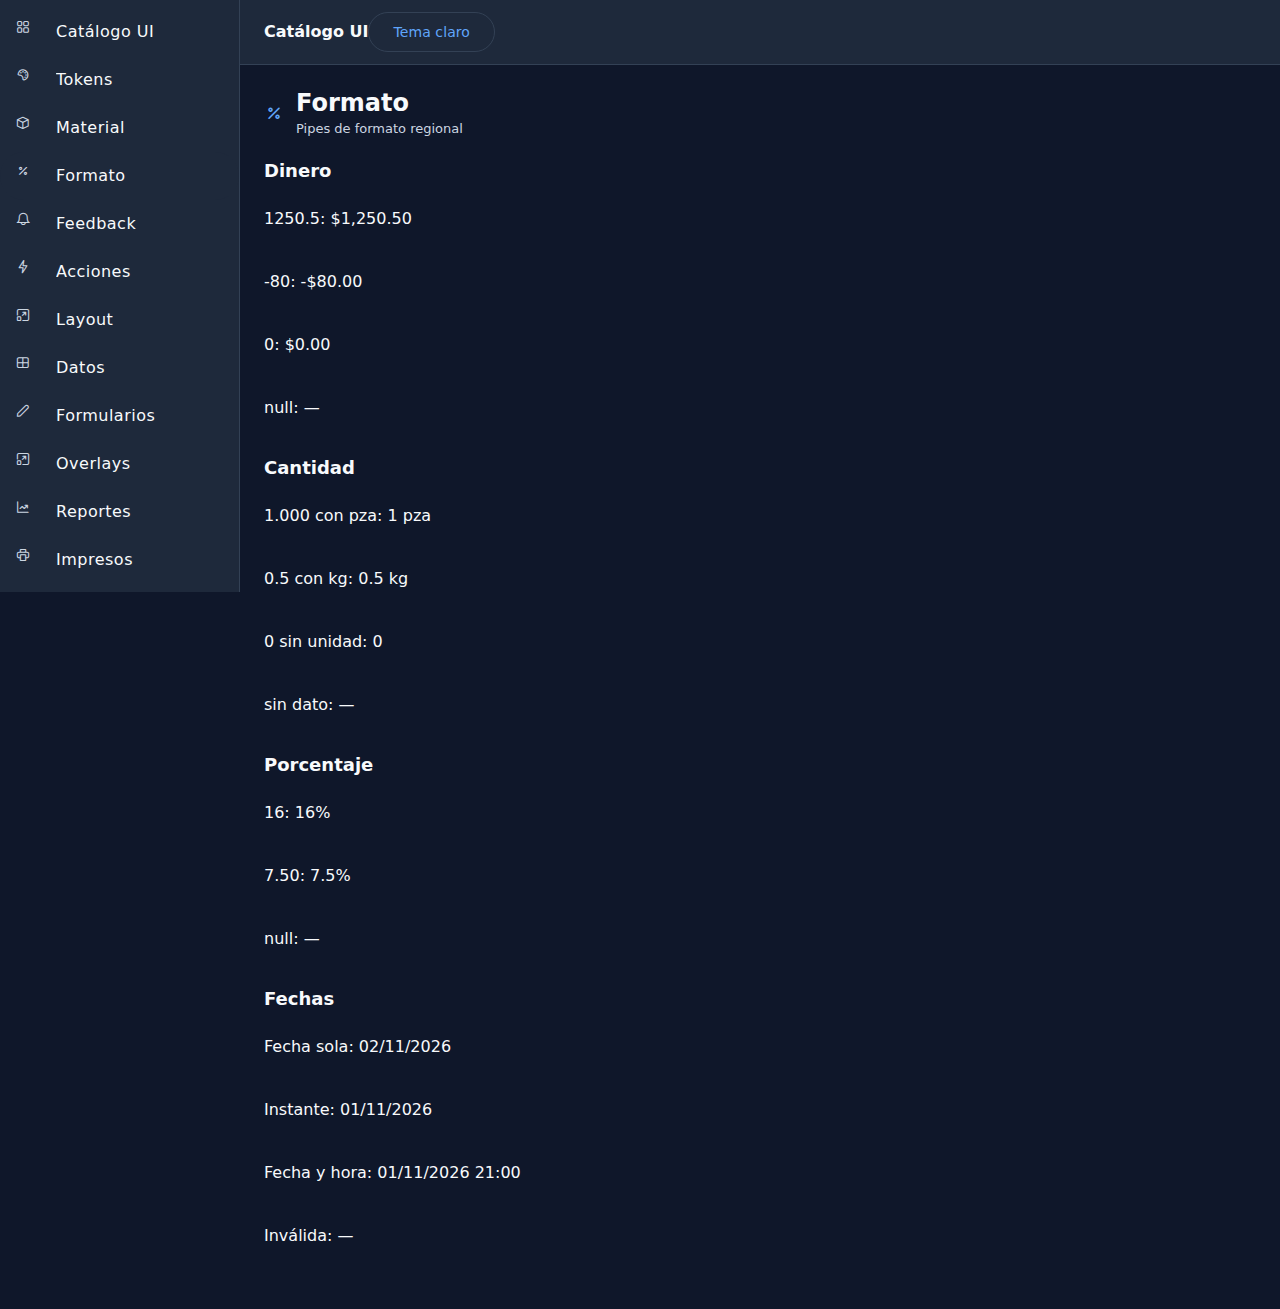 Catálogo UI
Tokens
Material
Formato
Feedback
Acciones
Layout
Datos
Formularios
Overlays
Reportes
Impresos
Catálogo UI
Tema claro
Formato
Pipes de formato regional
Dinero
1250.5: $1,250.50
-80: -$80.00
0: $0.00
null: —
Cantidad
1.000 con pza: 1 pza
0.5 con kg: 0.5 kg
0 sin unidad: 0
sin dato: —
Porcentaje
16: 16%
7.50: 7.5%
null: —
Fechas
Fecha sola: 02/11/2026
Instante: 01/11/2026
Fecha y hora: 01/11/2026 21:00
Inválida: —